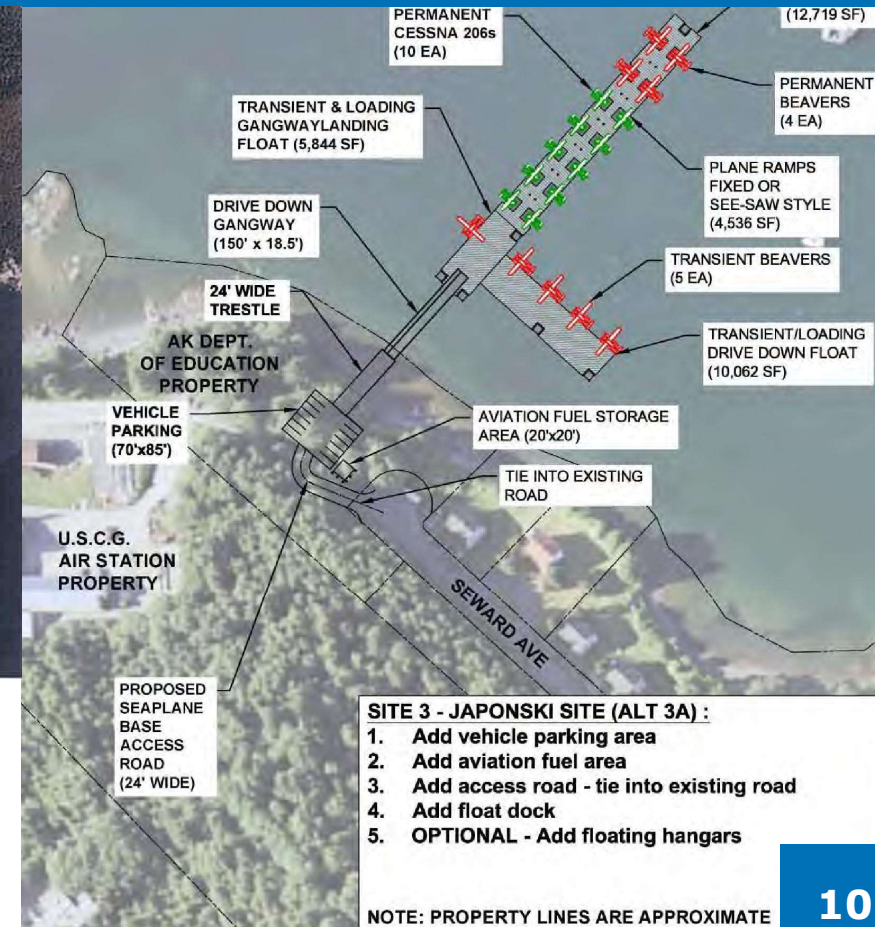 PERMANENT
CESSNA 206s
(10 EA)
(12,719 SF)
PERMANENT
BEAVERS
(4 EA)
TRANSIENT & LOADING
GANGWAYLANDING
FLOAT (5,844 SF)
PLANE RAMPS
FIXED OR
SEE-SAW STYLE
(4,536 SF)
DRIVE DOWN
GANGWAY
(150' x 18.5')
TRANSIENT BEAVERS
(5 EA)
24' WIDE
TRESTLE
TRANSIENT/LOADING
DRIVE DOWN FLOAT
(10,062 SF)
AK DEPT.
OF EDUCATION
PROPERTY
VEHICLE
PARKING
(70'x85')
AVIATION FUEL STORAGE
AREA (20'x20')
TIE INTO EXISTING
ROAD
U.S.C.G.
AIR STATION
PROPERTY
SEWARD AVE
PROPOSED
SEAPLANE
BASE
ACCESS
ROAD
(24' WIDE)
SITE 3 - JAPONSKI SITE (ALT 3A) :
1. Add vehicle parking area
2. Add aviation fuel area
3. Add access road - tie into existing road
4. Add float dock
5. OPTIONAL - Add floating hangars
NOTE: PROPERTY LINES ARE APPROXIMATE
10